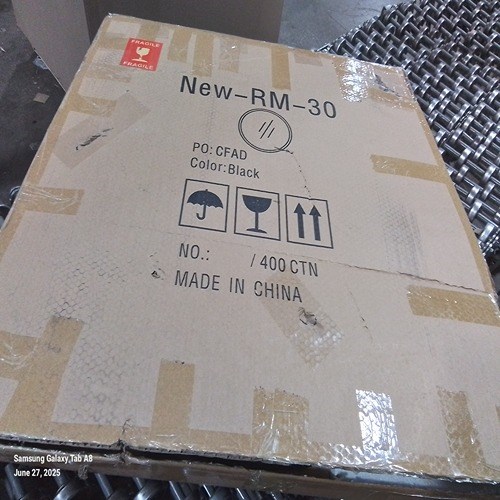 FRAGILE
FRAGILE
New-RM-30
PO: CFAD
Color: Black
NO.: / 400 CTN
MADE IN CHINA
Samsung Galaxy Tab A8
June 27, 2025